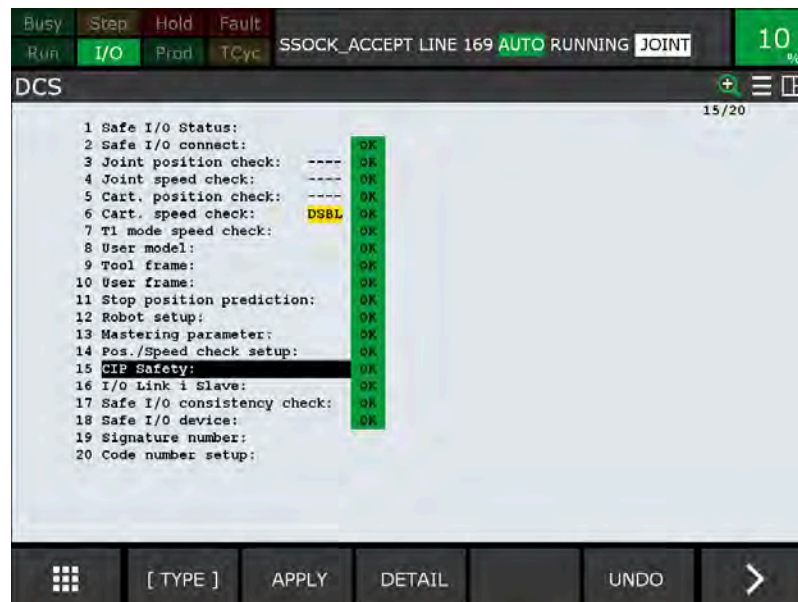 Busy Step Hold Fault
Run I/O Prod TCyc
SSOCK_ACCEPT LINE 169 AUTO RUNNING JOINT
10
%
DCS
15/20
1 Safe I/O Status:
2 Safe I/O connect: OK
3 Joint position check: ---- OK
4 Joint speed check: ---- OK
5 Cart. position check: ---- OK
6 Cart. speed check: DSBL OK
7 T1 mode speed check: OK
8 User model: OK
9 Tool frame: OK
10 User frame: OK
11 Stop position prediction: OK
12 Robot setup: OK
13 Mastering parameter: OK
14 Pos./Speed check setup: OK
15 CIP Safety: OK
16 I/O Link i Slave: OK
17 Safe I/O consistency check: OK
18 Safe I/O device: OK
19 Signature number:
20 Code number setup:
[ TYPE ] APPLY DETAIL UNDO >